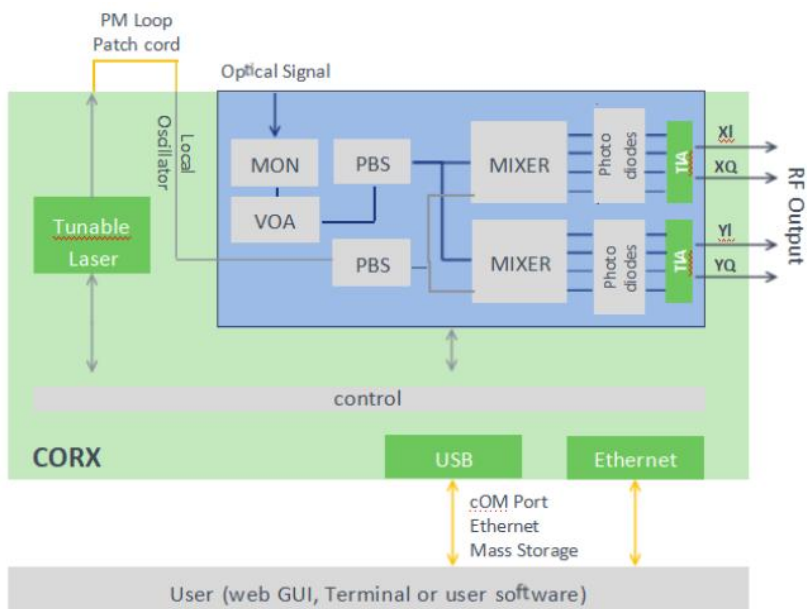 PM Loop
Patch cord
Optical Signal
Local
Oscillator
Tunable
Laser
MON
VOA
PBS
PBS
MIXER
MIXER
Photo
diodes
Photo
diodes
TIA
TIA
XI
XQ
YI
YQ
RF Output
control
CORX
USB
Ethernet
cOM Port
Ethernet
Mass Storage
User (web GUI, Terminal or user software)